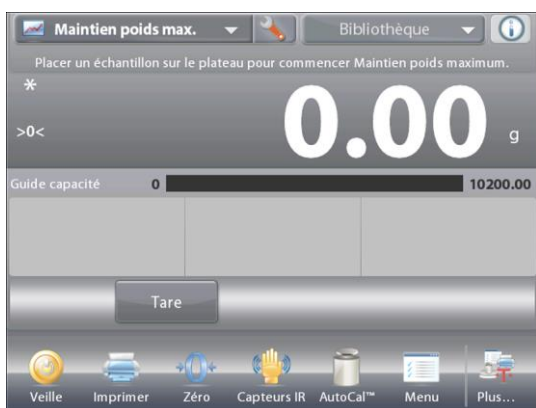 Maintien poids max. Bibliothèque
Placer un échantillon sur le plateau pour commencer Maintien poids maximum.
*
>0< 0.00 g
Guide capacité 0 10200.00
Tare
Veille Imprimer Zéro Capteurs IR AutoCal™ Menu Plus...